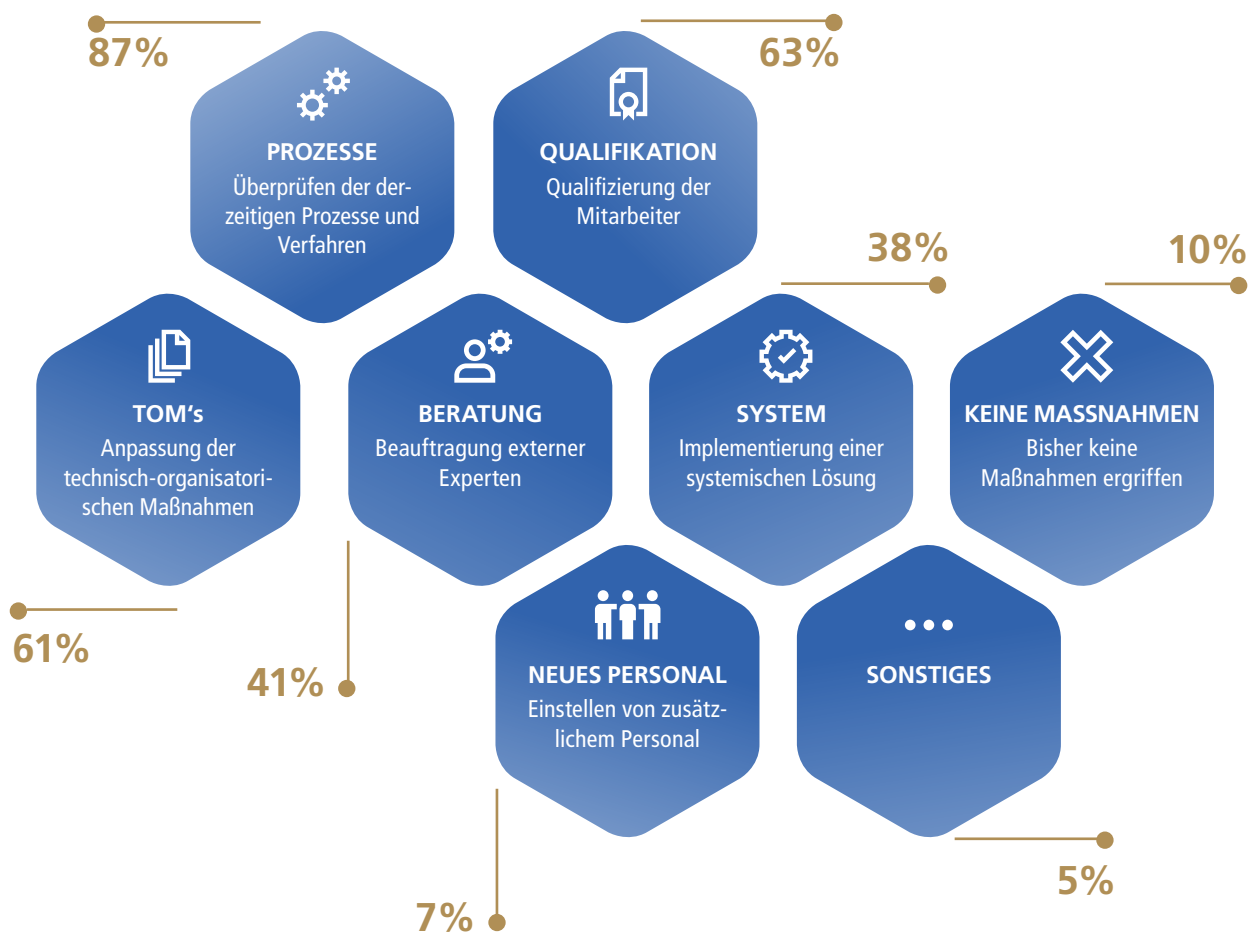 87%
PROZESSE
Überprüfen der der-
zeitigen Prozesse und
Verfahren
63%
QUALIFIKATION
Qualifizierung der
Mitarbeiter
61%
TOM‘s
Anpassung der
technisch-organisatori-
schen Maßnahmen
41%
BERATUNG
Beauftragung externer
Experten
38%
SYSTEM
Implementierung einer
systemischen Lösung
10%
KEINE MASSNAHMEN
Bisher keine
Maßnahmen ergriffen
7%
NEUES PERSONAL
Einstellen von zusätz-
lichem Personal
SONSTIGES
5%